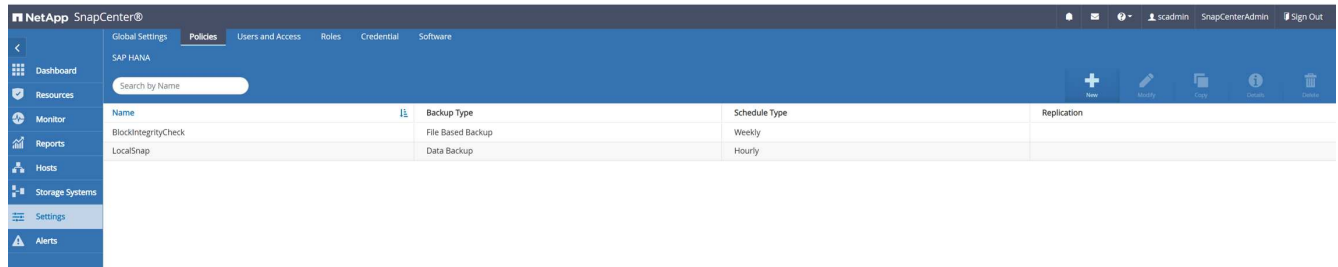 NetApp SnapCenter®
scadmin SnapCenterAdmin Sign Out
Global Settings Policies Users and Access Roles Credential Software
SAP HANA
Search by Name
New Modify Copy Details Delete
Dashboard
Resources
Monitor
Reports
Hosts
Storage Systems
Settings
Alerts
Name Backup Type Schedule Type Replication
BlockIntegrityCheck File Based Backup Weekly
LocalSnap Data Backup Hourly